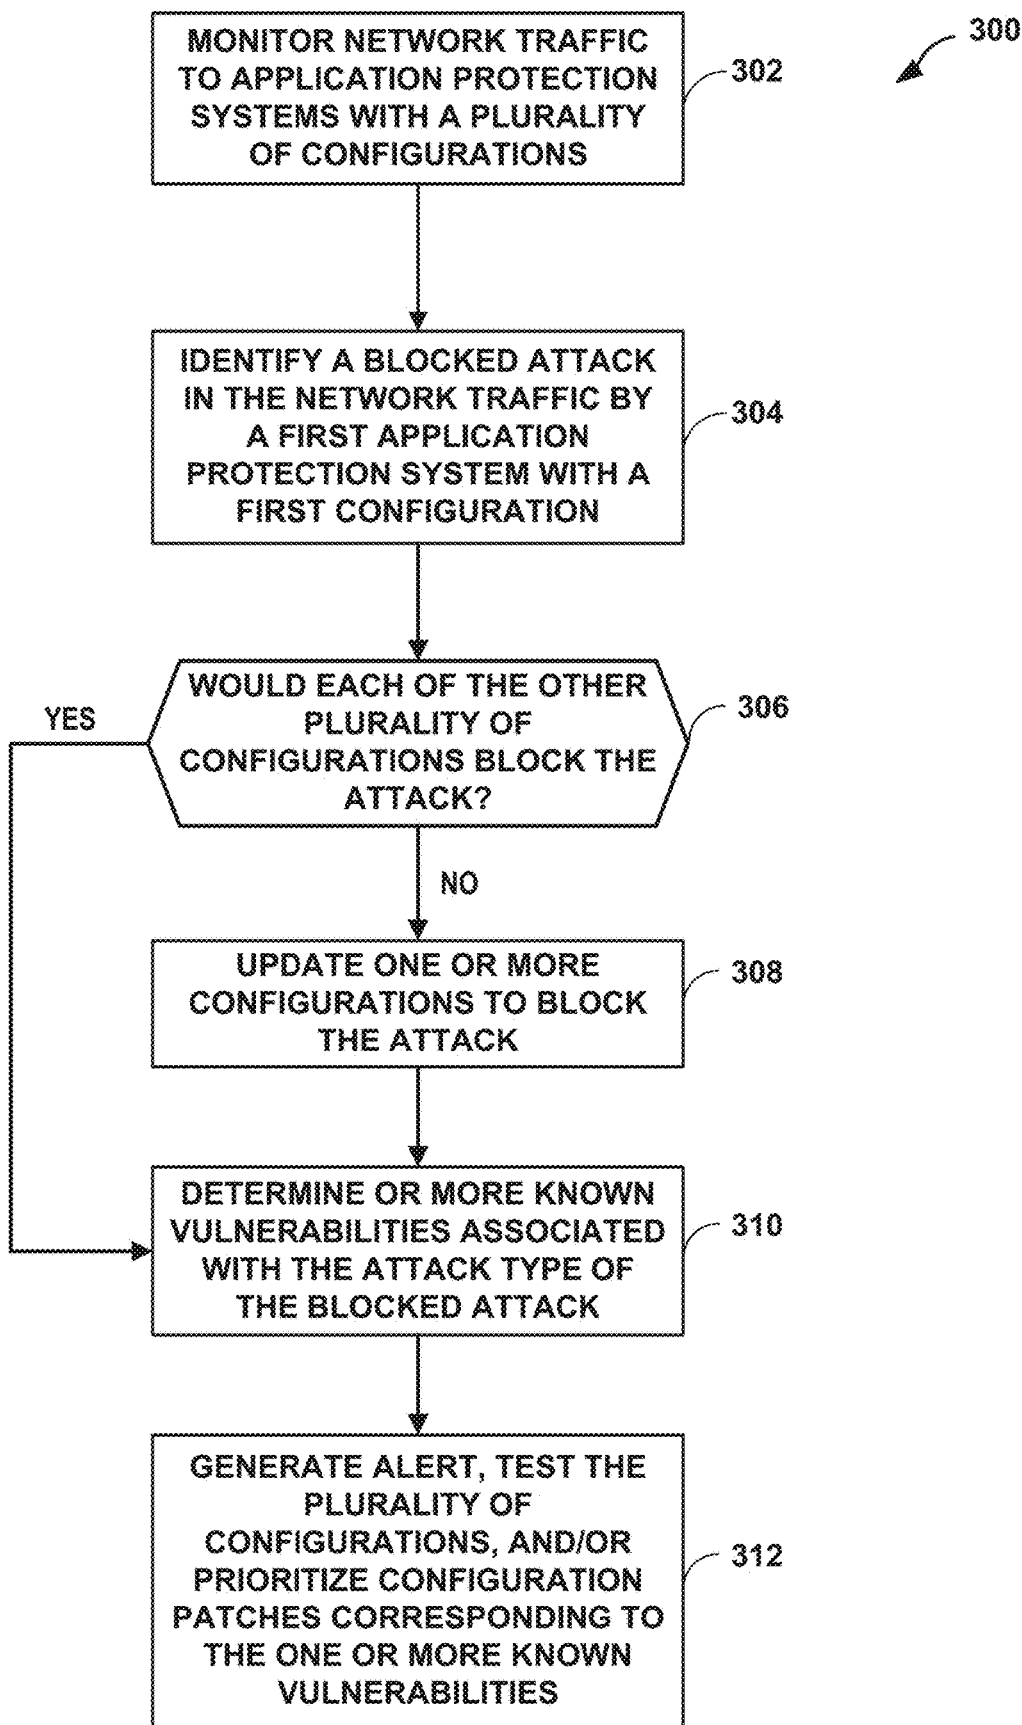 300
MONITOR NETWORK TRAFFIC
TO APPLICATION PROTECTION
SYSTEMS WITH A PLURALITY
OF CONFIGURATIONS
302
IDENTIFY A BLOCKED ATTACK
IN THE NETWORK TRAFFIC BY
A FIRST APPLICATION
PROTECTION SYSTEM WITH A
FIRST CONFIGURATION
304
WOULD EACH OF THE OTHER
PLURALITY OF
CONFIGURATIONS BLOCK THE
ATTACK?
306
YES
NO
UPDATE ONE OR MORE
CONFIGURATIONS TO BLOCK
THE ATTACK
308
DETERMINE OR MORE KNOWN
VULNERABILITIES ASSOCIATED
WITH THE ATTACK TYPE OF
THE BLOCKED ATTACK
310
GENERATE ALERT, TEST THE
PLURALITY OF
CONFIGURATIONS, AND/OR
PRIORITIZE CONFIGURATION
PATCHES CORRESPONDING TO
THE ONE OR MORE KNOWN
VULNERABILITIES
312